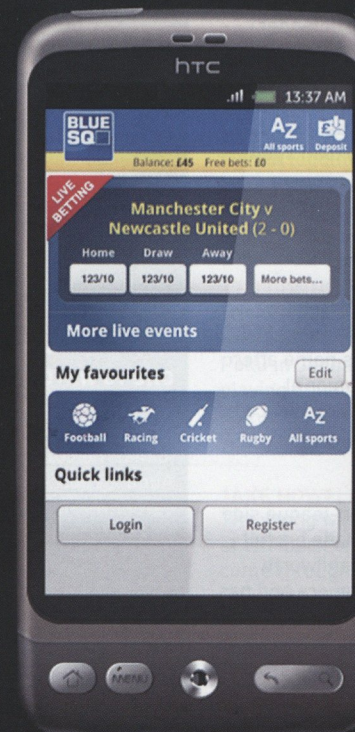 hTC
13:37 AM
BLUE
SQ
AZ
All sports
Deposit
Balance: £45 Free bets: £0
LIVE
BETTING
Manchester City v
Newcastle United (2 - 0)
Home Draw Away
123/10 123/10 123/10 More bets...
More live events
My favourites Edit
Football Racing Cricket Rugby AZ All sports
Quick links
Login Register
MENU